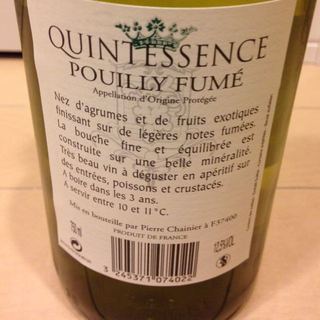 QUINTESSENCE
POUILLY FUMÉ
Appellation d'Origine Protégée
Nez d'agrumes et de fruits exotiques
finissant sur de légères notes fumées.
La bouche fine et équilibrée est
construite sur une belle minéralité.
Très beau vin à déguster en apéritif sur
des entrées, poissons et crustacés.
A boire dans les 3 ans.
A servir entre 10 et 11°C.
Mis en bouteille par Pierre Chainier à F37400
PRODUIT DE FRANCE
750 ml
12,5%VOL.
3 245371 074022